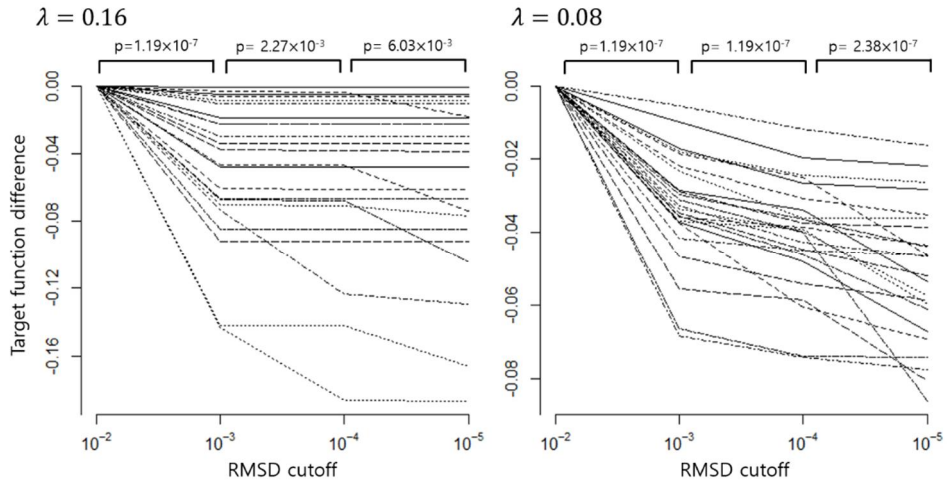 λ = 0.16
λ = 0.08
p=1.19×10⁻⁷ p= 2.27×10⁻³ p= 6.03×10⁻³
p=1.19×10⁻⁷ p= 1.19×10⁻⁷ p= 2.38×10⁻⁷
Target function difference
0.00
-0.04
-0.08
-0.12
-0.16
10⁻² 10⁻³ 10⁻⁴ 10⁻⁵
RMSD cutoff
0.00
-0.02
-0.04
-0.06
-0.08
10⁻² 10⁻³ 10⁻⁴ 10⁻⁵
RMSD cutoff